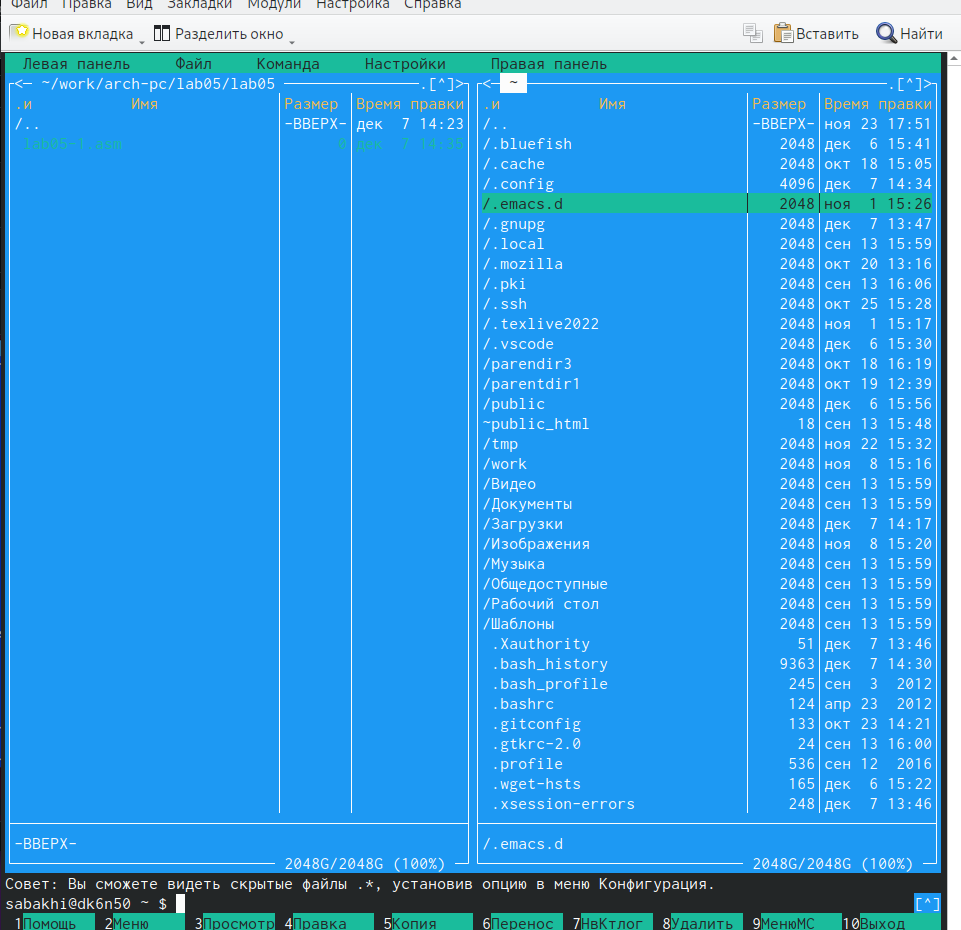 Файл Правка Вид Закладки Модули Настройка Справка
Новая вкладка Разделить окно Вставить Найти
Левая панель Файл Команда Настройки Правая панель
<— ~/work/arch-pc/lab05/lab05 .[^]>
.и Имя Размер Время правки
/.. -ВВЕРХ- дек 7 14:23
lab05-1.asm 0 дек 7 14:35
-ВВЕРХ-
2048G/2048G (100%)
<— ~ .[^]>
.и Имя Размер Время правки
/.. -ВВЕРХ- ноя 23 17:51
/.bluefish 2048 дек 6 15:41
/.cache 2048 окт 18 15:05
/.config 4096 дек 7 14:34
/.emacs.d 2048 ноя 1 15:26
/.gnupg 2048 дек 7 13:47
/.local 2048 сен 13 15:59
/.mozilla 2048 окт 20 13:16
/.pki 2048 сен 13 16:06
/.ssh 2048 окт 25 15:28
/.texlive2022 2048 ноя 1 15:17
/.vscode 2048 дек 6 15:30
/parendir3 2048 окт 18 16:19
/parentdir1 2048 окт 19 12:39
/public 2048 дек 6 15:56
~public_html 18 сен 13 15:48
/tmp 2048 ноя 22 15:32
/work 2048 ноя 8 15:16
/Видео 2048 сен 13 15:59
/Документы 2048 сен 13 15:59
/Загрузки 2048 дек 7 14:17
/Изображения 2048 ноя 8 15:20
/Музыка 2048 сен 13 15:59
/Общедоступные 2048 сен 13 15:59
/Рабочий стол 2048 сен 13 15:59
/Шаблоны 2048 сен 13 15:59
.Xauthority 51 дек 7 13:46
.bash_history 9363 дек 7 14:30
.bash_profile 245 сен 3 2012
.bashrc 124 апр 23 2012
.gitconfig 133 окт 23 14:21
.gtkrc-2.0 24 сен 13 16:00
.profile 536 сен 12 2016
.wget-hsts 165 дек 6 15:22
.xsession-errors 248 дек 7 13:46
/.emacs.d
2048G/2048G (100%)
Совет: Вы сможете видеть скрытые файлы .*, установив опцию в меню Конфигурация.
sabakhi@dk6n50 ~ $ [^]
1Помощь 2Меню 3Просмотр 4Правка 5Копия 6Перенос 7НвКтлог 8Удалить 9МенюМС 10Выход